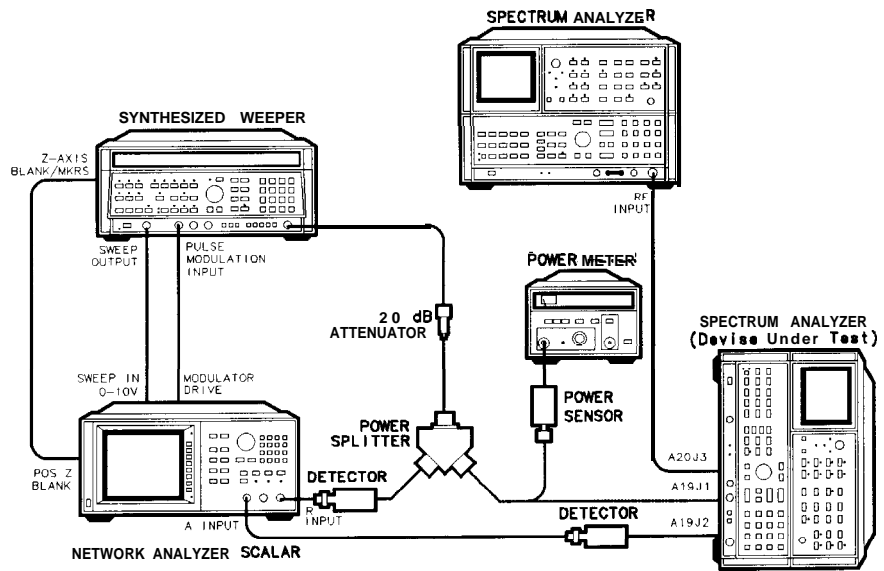 SPECTRUM ANALYZER
SYNTHESIZED WEEPER
Z-AXIS
BLANK/MKRS
RF
INPUT
SWEEP
OUTPUT
PULSE
MODULATION
INPUT
POWER METER
20 dB
ATTENUATOR
SPECTRUM ANALYZER
(Devise Under Test)
SWEEP IN
0-10V
MODULATOR
DRIVE
POWER
SENSOR
POWER
SPLITTER
A20J3
POS Z
BLANK
DETECTOR
A19J1
R
INPUT
A INPUT
DETECTOR
A19J2
NETWORK ANALYZER SCALAR